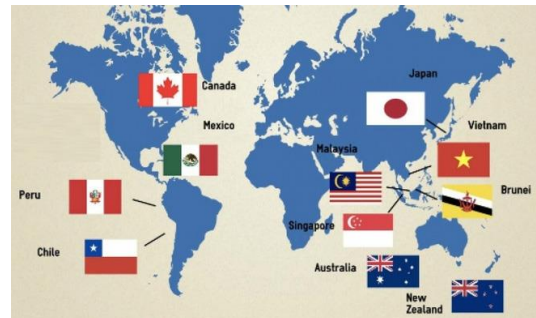 Canada
Japan
Mexico
Vietnam
Malaysia
Peru
Brunei
Singapore
Chile
Australia
New
Zealand